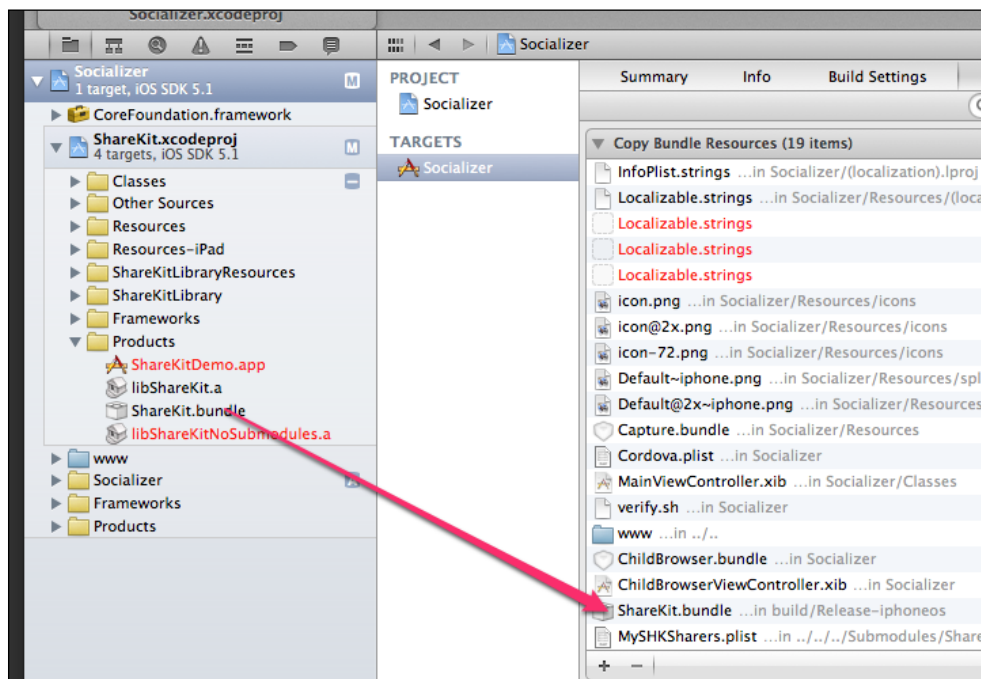 Socializer.xcodeproj
Socializer
Socializer
1 target, iOS SDK 5.1
M
CoreFoundation.framework
ShareKit.xcodeproj
4 targets, iOS SDK 5.1
M
Classes
Other Sources
Resources
Resources-iPad
ShareKitLibraryResources
ShareKitLibrary
Frameworks
Products
ShareKitDemo.app
libShareKit.a
ShareKit.bundle
libShareKitNoSubmodules.a
www
Socializer
Frameworks
Products
PROJECT
Socializer
TARGETS
Socializer
Summary Info Build Settings
Copy Bundle Resources (19 items)
InfoPlist.strings ...in Socializer/(localization).lproj
Localizable.strings ...in Socializer/Resources/(loca
Localizable.strings
Localizable.strings
Localizable.strings
icon.png ...in Socializer/Resources/icons
icon@2x.png ...in Socializer/Resources/icons
icon-72.png ...in Socializer/Resources/icons
Default~iphone.png ...in Socializer/Resources/spl
Default@2x~iphone.png ...in Socializer/Resources
Capture.bundle ...in Socializer/Resources
Cordova.plist ...in Socializer
MainViewController.xib ...in Socializer/Classes
verify.sh ...in Socializer
www ...in ../..
ChildBrowser.bundle ...in Socializer
ChildBrowserViewController.xib ...in Socializer
ShareKit.bundle ...in build/Release-iphoneos
MySHKSharers.plist ...in ../../../Submodules/Share